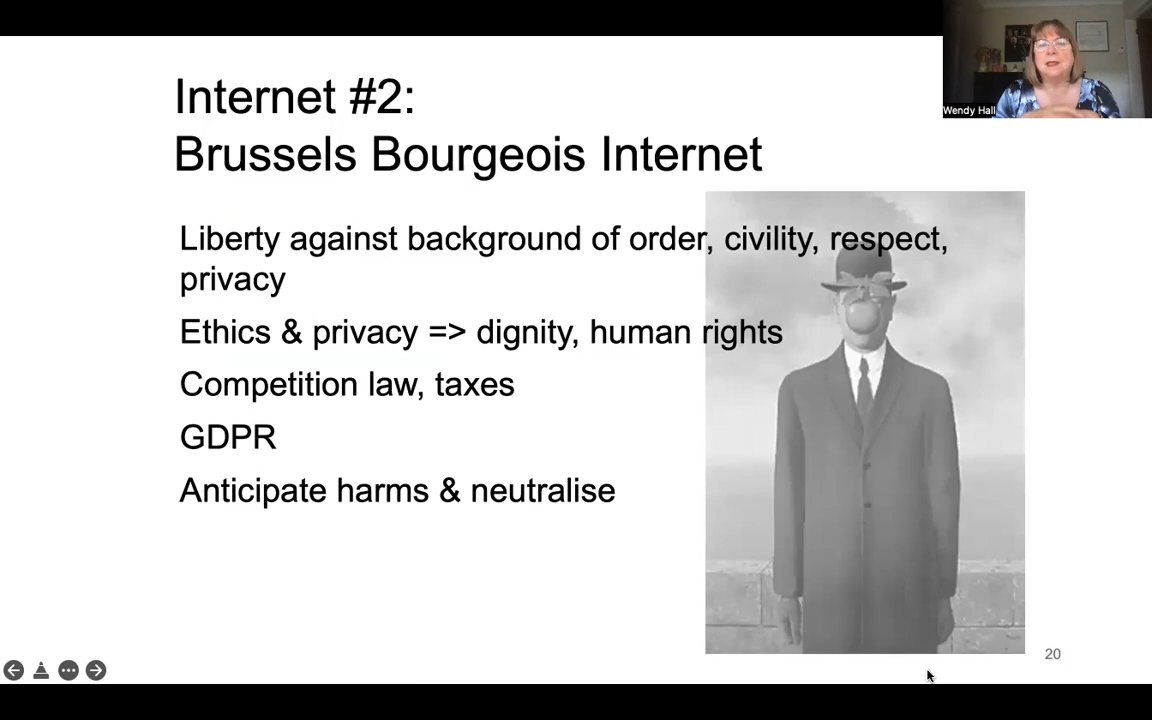 Internet #2:
Brussels Bourgeois Internet
Wendy Hall
Liberty against background of order, civility, respect,
privacy
Ethics & privacy => dignity, human rights
Competition law, taxes
GDPR
Anticipate harms & neutralise
20